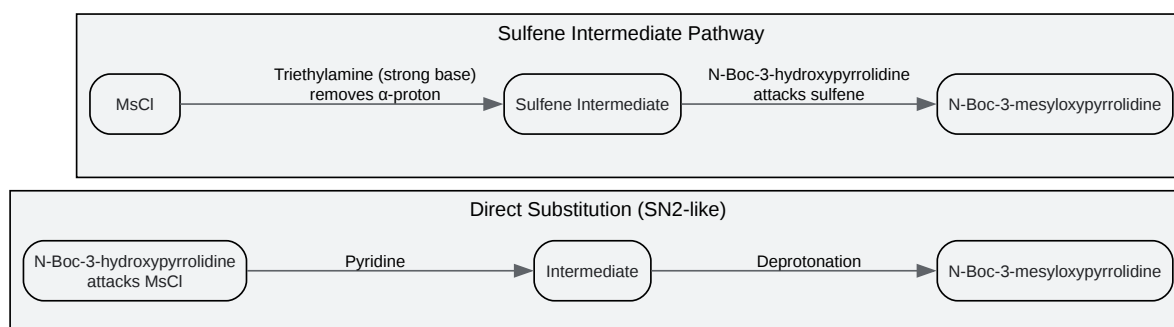 Sulfene Intermediate Pathway
MsCl
Triethylamine (strong base)
removes α-proton
Sulfene Intermediate
N-Boc-3-hydroxypyrrolidine
attacks sulfene
N-Boc-3-mesyloxypyrrolidine
Direct Substitution (SN2-like)
N-Boc-3-hydroxypyrrolidine
attacks MsCl
Pyridine
Intermediate
Deprotonation
N-Boc-3-mesyloxypyrrolidine